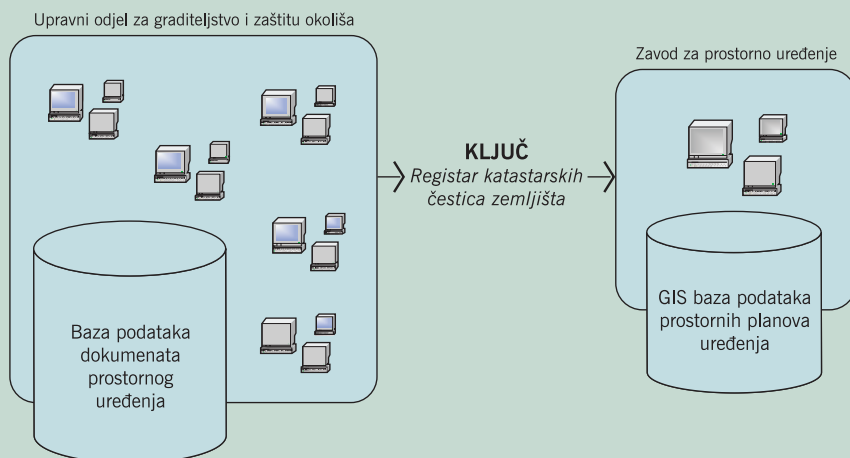 Upravni odjel za graditeljstvo i zaštitu okoliša
Zavod za prostorno uređenje
KLJUČ
Registar katastarskih
čestica zemljišta
Baza podataka
dokumenata
prostornog
uređenja
GIS baza podataka
prostornih planova
uređenja